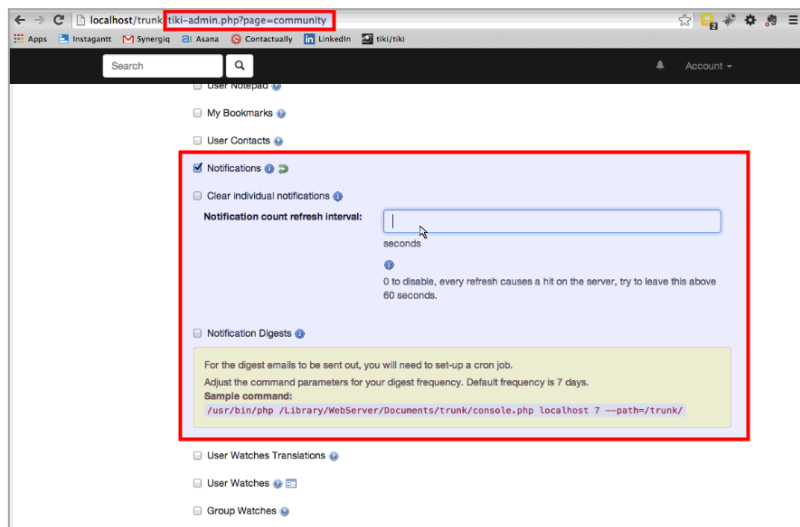 localhost/trunk/tiki-admin.php?page=community
2
Apps Instagantt Synergiq Asana Contactually LinkedIn tiki/tiki
Search Account
User Notepad
My Bookmarks
User Contacts
Notifications
Clear individual notifications
Notification count refresh interval:
seconds
0 to disable, every refresh causes a hit on the server, try to leave this above
60 seconds.
Notification Digests
For the digest emails to be sent out, you will need to set-up a cron job.
Adjust the command parameters for your digest frequency. Default frequency is 7 days.
Sample command:
/usr/bin/php /Library/WebServer/Documents/trunk/console.php localhost 7 --path=/trunk/
User Watches Translations
User Watches
Group Watches